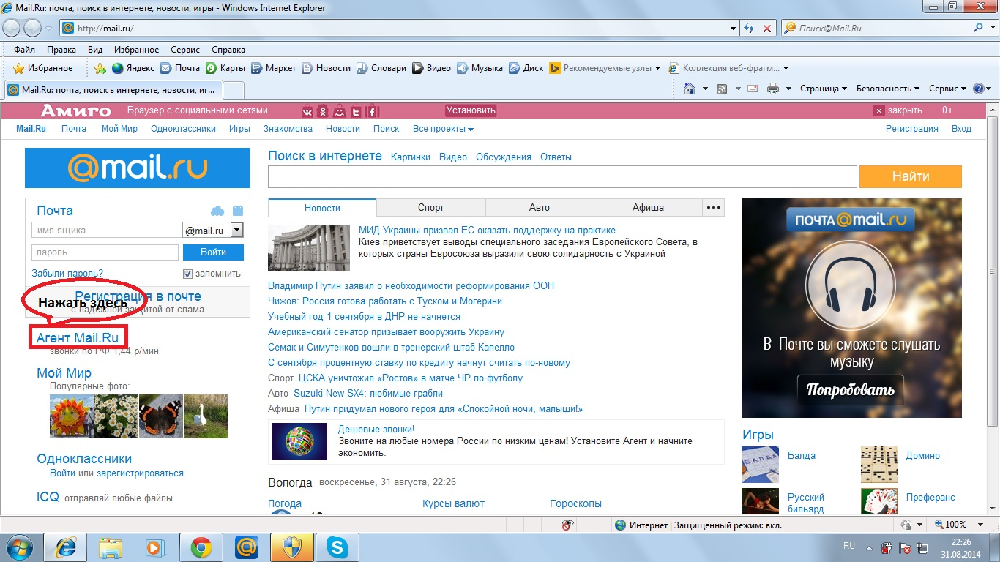 Mail.Ru: почта, поиск в интернете, новости, игры - Windows Internet Explorer
http://mail.ru/
Поиск@Mail.Ru
Файл Правка Вид Избранное Сервис Справка
Избранное Яндекс Почта Карты Маркет Новости Словари Видео Музыка Диск Рекомендуемые узлы Коллекция веб-фрагм...
Mail.Ru: почта, поиск в интернете, новости, иг...
Страница Безопасность Сервис
Амиго Браузер с социальными сетями Установить закрыть 0+
Mail.Ru Почта Мой Мир Одноклассники Игры Знакомства Новости Поиск Все проекты Регистрация Вход
@mail.ru
Поиск в интернете Картинки Видео Обсуждения Ответы
Найти
Почта
имя ящика @mail.ru
пароль Войти
Забыли пароль? запомнить
Регистрация в почте
Нажать здесь
с надежной защитой от спама
Агент Mail.Ru
звонки по РФ 1,44 р/мин
Мой Мир
Популярные фото:
Одноклассники
Войти или зарегистрироваться
ICQ отправляй любые файлы
Новости Спорт Авто Афиша •••
МИД Украины призвал ЕС оказать поддержку на практике
Киев приветствует выводы специального заседания Европейского Совета, в
которых страны Евросоюза выразили свою солидарность с Украиной
Владимир Путин заявил о необходимости реформирования ООН
Чижов: Россия готова работать с Туском и Могерини
Учебный год 1 сентября в ДНР не начнется
Американский сенатор призывает вооружить Украину
Семак и Симутенков вошли в тренерский штаб Капелло
С сентября процентную ставку по кредиту начнут считать по-новому
Спорт ЦСКА уничтожил «Ростов» в матче ЧР по футболу
Авто Suzuki New SX4: любимые грабли
Афиша Путин придумал нового героя для «Спокойной ночи, малыши!»
Дешевые звонки!
Звоните на любые номера России по низким ценам! Установите Агент и начните
экономить.
Вологда воскресенье, 31 августа, 22:26
Погода Курсы валют Гороскопы
ПОЧТА@MAIL.RU
В Почте вы сможете слушать
музыку
Попробовать
Игры
Балда Домино
БАЛДА
Русский
бильярд
Преферанс
Интернет | Защищенный режим: вкл.
100%
RU
22:26
31.08.2014